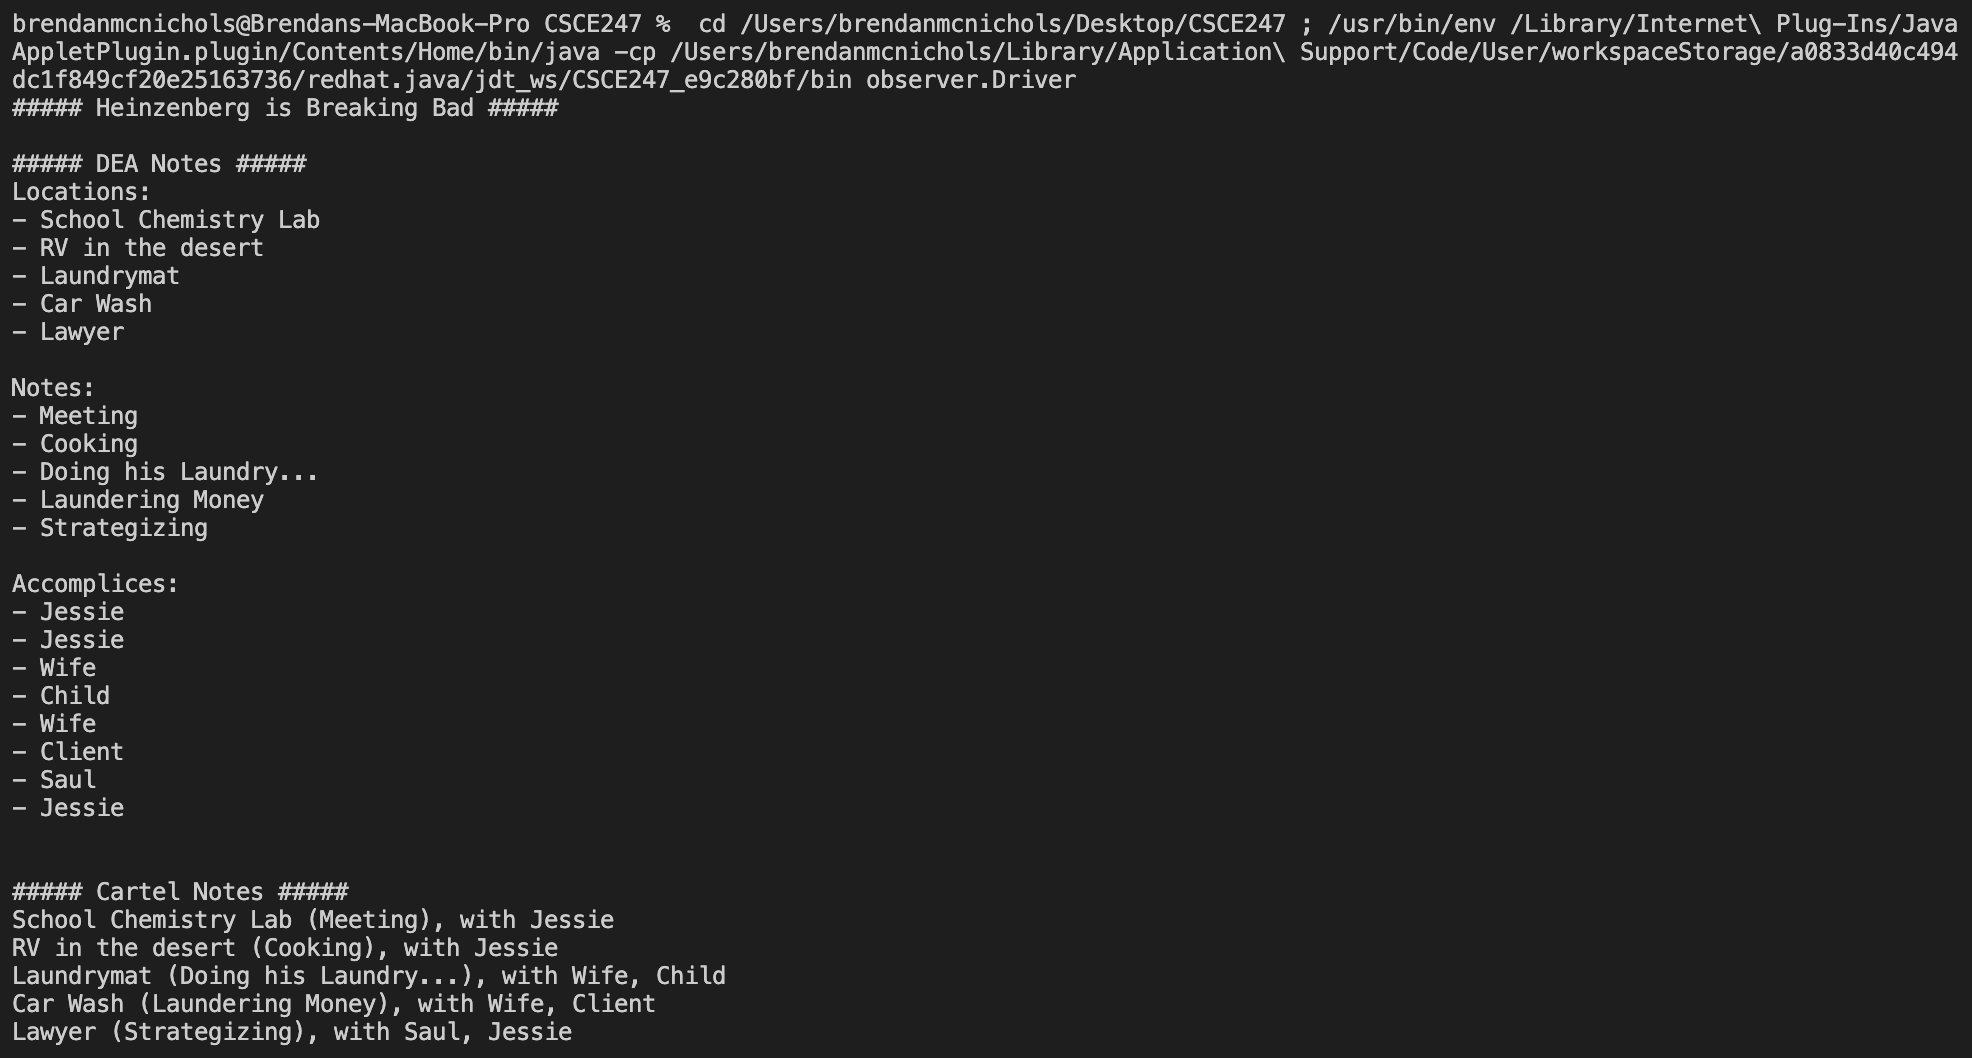 brendanmcnichols@Brendans-MacBook-Pro CSCE247 %  cd /Users/brendanmcnichols/Desktop/CSCE247 ; /usr/bin/env /Library/Internet\ Plug-Ins/Java
AppletPlugin.plugin/Contents/Home/bin/java -cp /Users/brendanmcnichols/Library/Application\ Support/Code/User/workspaceStorage/a0833d40c494
dc1f849cf20e25163736/redhat.java/jdt_ws/CSCE247_e9c280bf/bin observer.Driver
##### Heinzenberg is Breaking Bad #####

##### DEA Notes #####
Locations:
- School Chemistry Lab
- RV in the desert
- Laundrymat
- Car Wash
- Lawyer

Notes:
- Meeting
- Cooking
- Doing his Laundry...
- Laundering Money
- Strategizing

Accomplices:
- Jessie
- Jessie
- Wife
- Child
- Wife
- Client
- Saul
- Jessie


##### Cartel Notes #####
School Chemistry Lab (Meeting), with Jessie
RV in the desert (Cooking), with Jessie
Laundrymat (Doing his Laundry...), with Wife, Child
Car Wash (Laundering Money), with Wife, Client
Lawyer (Strategizing), with Saul, Jessie